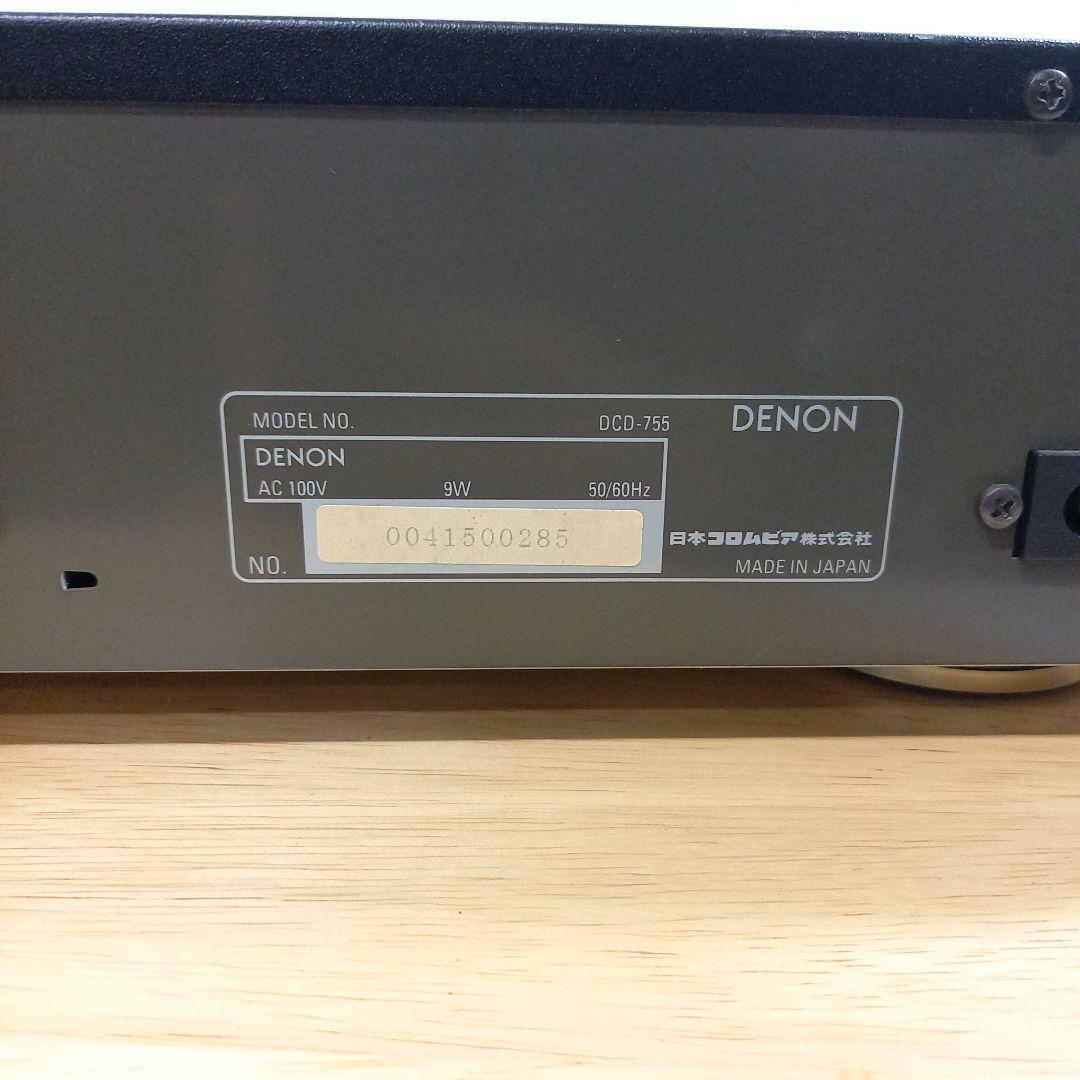 MODEL NO. DCD-755 DENON
DENON
AC 100V 9W 50/60Hz
0041500285
日本コロムビア株式会社
NO. MADE IN JAPAN